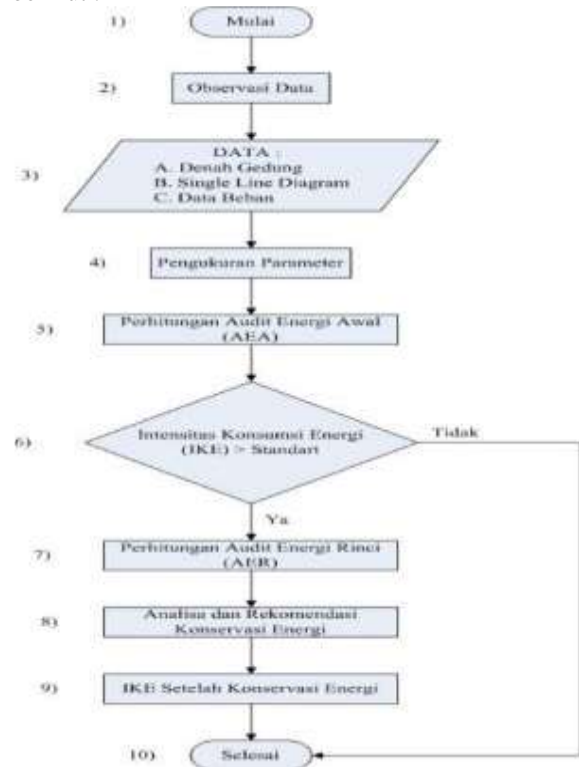 1) Mulai
2) Observasi Data
DATA :
A. Denah Gedung
3) B. Single Line Diagram
C. Data Beban
4) Pengukuran Parameter
5) Perhitungan Audit Energi Awal
(AEA)
6) Intensitas Konsumsi Energi Tidak
(IKE) > Standart
Ya
7) Perhitungan Audit Energi Rinci
(AER)
8) Analisa dan Rekomendasi
Konservasi Energi
9) IKE Setelah Konservasi Energi
10) Selesai